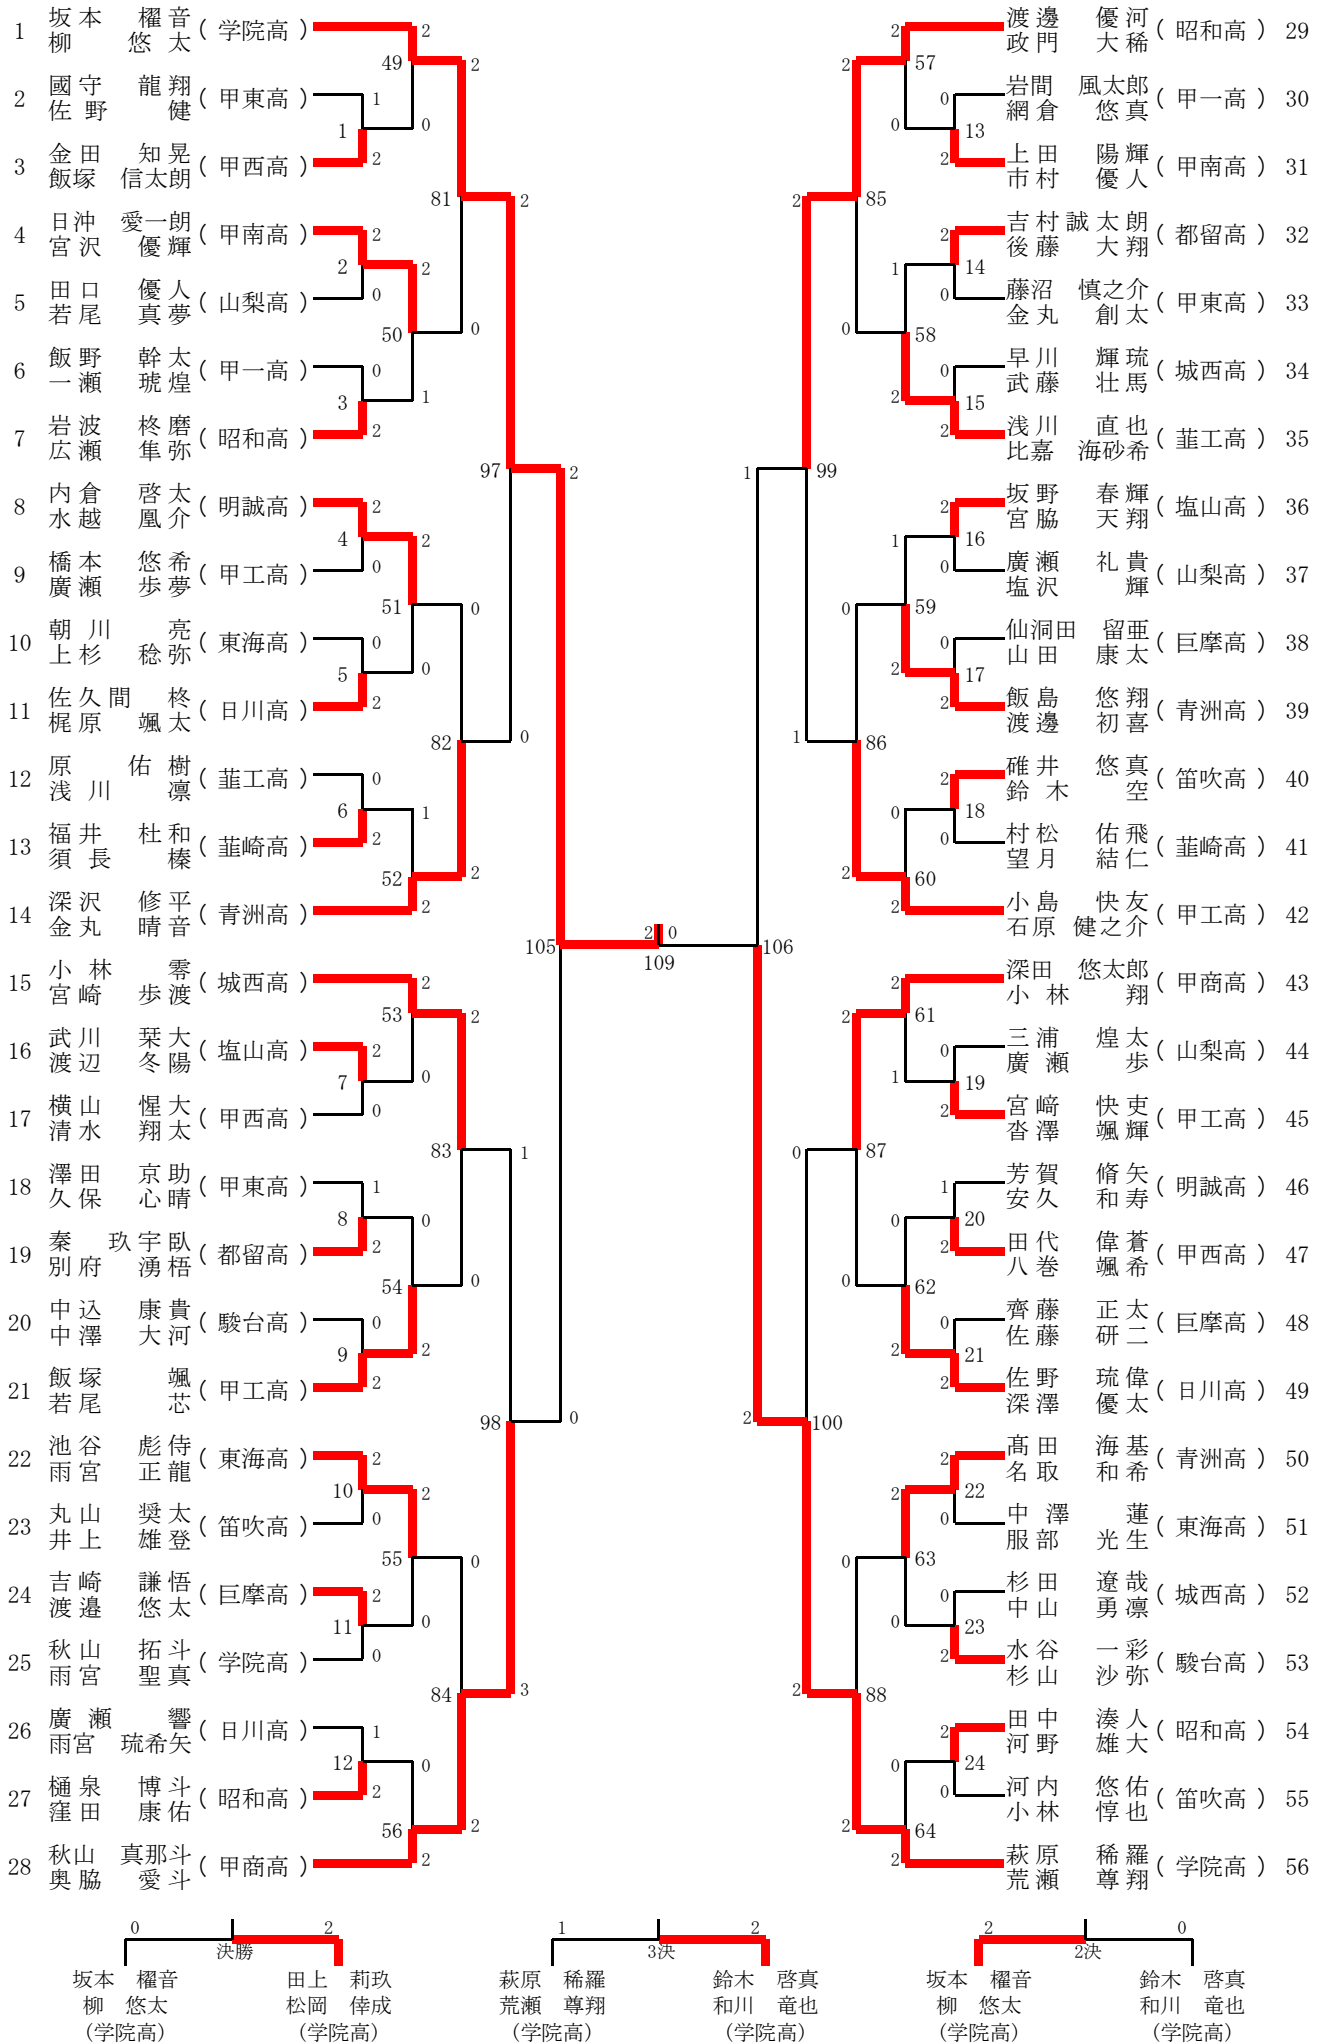 1 坂本 櫂音 柳 悠太 ( 学院高 )
2 國守 龍翔 佐野 健 ( 甲東高 )
3 金田 知晃 飯塚 信太朗 ( 甲西高 )
4 日沖 愛一朗 宮沢 優輝 ( 甲南高 )
5 田口 優人 若尾 真夢 ( 山梨高 )
6 飯野 幹太 一瀬 琥煌 ( 甲一高 )
7 岩波 柊磨 広瀬 隼弥 ( 昭和高 )
8 内倉 啓太 水越 凰介 ( 明誠高 )
9 橋本 悠希 廣瀬 歩夢 ( 甲工高 )
10 朝川 亮 上杉 稔弥 ( 東海高 )
11 佐久間 柊 梶原 颯太 ( 日川高 )
12 原 佑樹 浅川 凛 ( 韮工高 )
13 福井 杜和 須長 榛 ( 韮崎高 )
14 深沢 修平 金丸 晴音 ( 青洲高 )
15 小林 零 宮崎 歩渡 ( 城西高 )
16 武川 栞大 渡辺 冬陽 ( 塩山高 )
17 横山 惺大 清水 翔太 ( 甲西高 )
18 澤田 京助 久保 心晴 ( 甲東高 )
19 秦 玖宇臥 別府 湧梧 ( 都留高 )
20 中込 康貴 中澤 大河 ( 駿台高 )
21 飯塚 颯 若尾 芯 ( 甲工高 )
22 池谷 彪侍 雨宮 正龍 ( 東海高 )
23 丸山 奨太 井上 雄登 ( 笛吹高 )
24 吉崎 謙悟 渡邉 悠太 ( 巨摩高 )
25 秋山 拓斗 雨宮 聖真 ( 学院高 )
26 廣瀬 響 雨宮 琉希矢 ( 日川高 )
27 樋泉 博斗 窪田 康佑 ( 昭和高 )
28 秋山 真那斗 奥脇 愛斗 ( 甲商高 )
渡邊 優河 政門 大稀 ( 昭和高 ) 29
岩間 風太郎 網倉 悠真 ( 甲一高 ) 30
上田 陽輝 市村 優人 ( 甲南高 ) 31
吉村 誠太朗 後藤 大翔 ( 都留高 ) 32
藤沼 慎之介 金丸 創太 ( 甲東高 ) 33
早川 輝琉 武藤 壮馬 ( 城西高 ) 34
浅川 直也 比嘉 海砂希 ( 韮工高 ) 35
坂野 春輝 宮脇 天翔 ( 塩山高 ) 36
廣瀬 礼貴 塩沢 輝 ( 山梨高 ) 37
仙洞田 留亜 山田 康太 ( 巨摩高 ) 38
飯島 悠翔 渡邊 初喜 ( 青洲高 ) 39
碓井 悠真 鈴木 空 ( 笛吹高 ) 40
村松 佑飛 望月 結仁 ( 韮崎高 ) 41
小島 快友 石原 健之介 ( 甲工高 ) 42
深田 悠太郎 小林 翔 ( 甲商高 ) 43
三浦 煌太 廣瀬 歩 ( 山梨高 ) 44
宮﨑 快吏 沓澤 颯輝 ( 甲工高 ) 45
芳賀 脩矢 安久 和寿 ( 明誠高 ) 46
田代 偉蒼 八巻 颯希 ( 甲西高 ) 47
齊藤 正太 佐藤 研二 ( 巨摩高 ) 48
佐野 琉偉 深澤 優太 ( 日川高 ) 49
髙田 海基 名取 和希 ( 青洲高 ) 50
中澤 蓮 服部 光生 ( 東海高 ) 51
杉田 遼哉 中山 勇凛 ( 城西高 ) 52
水谷 一彩 杉山 沙弥 ( 駿台高 ) 53
田中 湊人 河野 雄大 ( 昭和高 ) 54
河内 悠佑 小林 惇也 ( 笛吹高 ) 55
萩原 稀羅 荒瀬 尊翔 ( 学院高 ) 56
105 2 0 106
109
0 2 1 2 2 0
決勝 3決 2決
坂本 櫂音 田上 莉玖 萩原 稀羅 鈴木 啓真 坂本 櫂音 鈴木 啓真
柳 悠太 松岡 倖成 荒瀬 尊翔 和川 竜也 柳 悠太 和川 竜也
(学院高) (学院高) (学院高) (学院高) (学院高) (学院高)